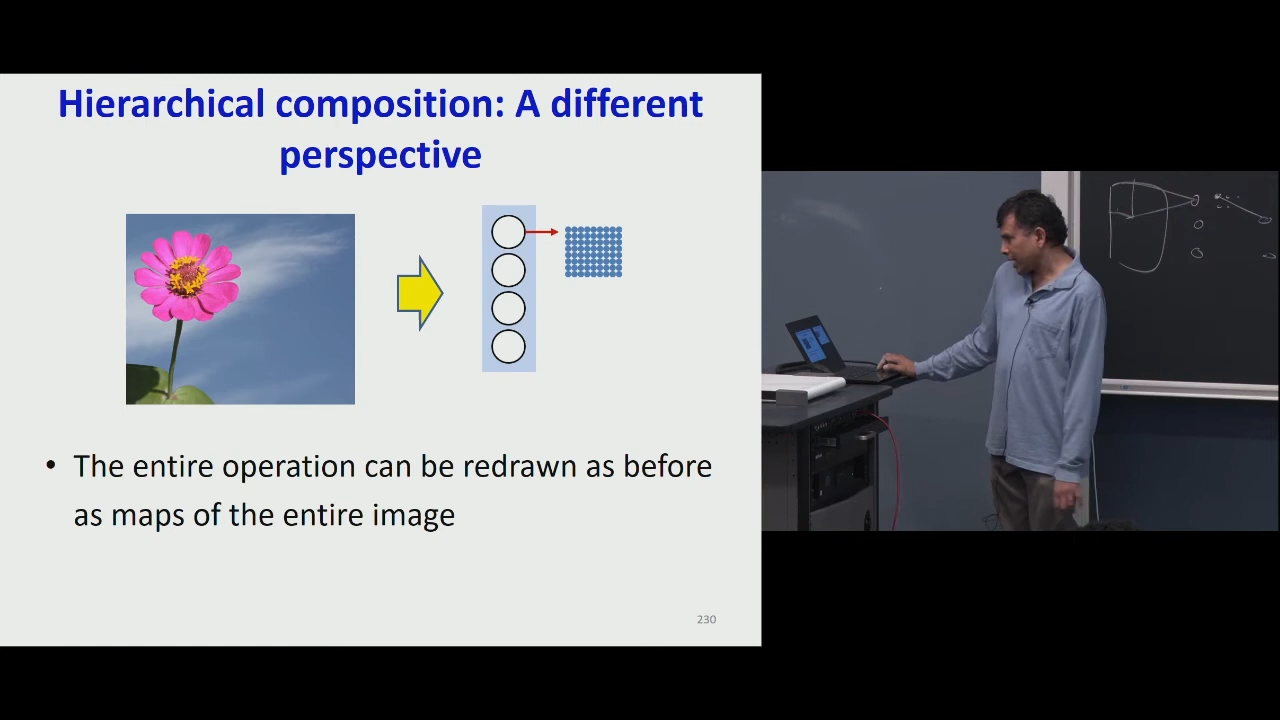 Hierarchical composition: A different
perspective
• The entire operation can be redrawn as before
as maps of the entire image
230